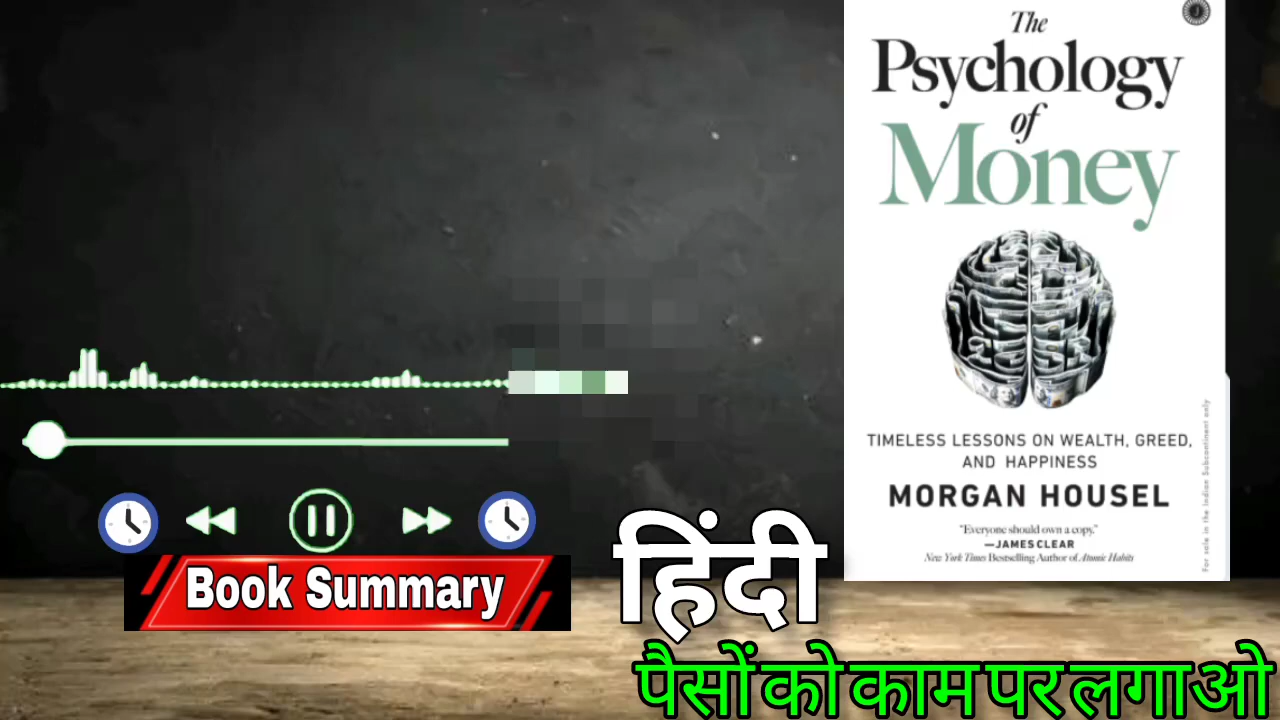 The
Psychology
of
Money
TIMELESS LESSONS ON WEALTH, GREED,
AND HAPPINESS
MORGAN HOUSEL
"Everyone should own a copy."
—JAMES CLEAR
New York Times Bestselling Author of Atomic Habits
For sale in the Indian Subcontinent only
Book Summary
हिंदी
पैसों को काम पर लगाओ